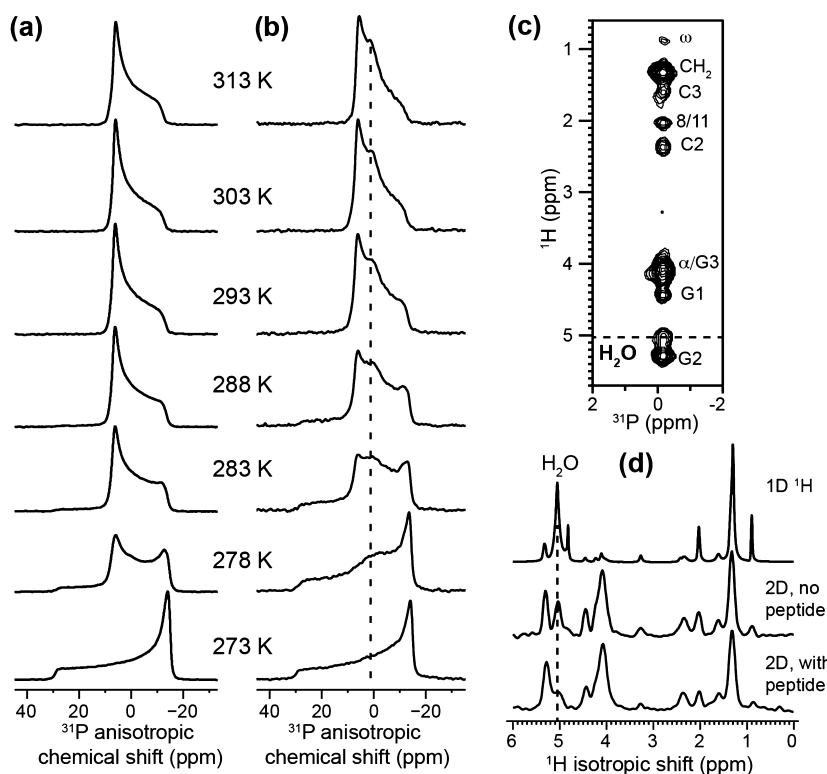 (a)
(b)
313 K
303 K
293 K
288 K
283 K
278 K
273 K
40 20 0 -20
³¹P anisotropic
chemical shift (ppm)
40 20 0 -20
³¹P anisotropic
chemical shift (ppm)
(c)
1
2
3
4
5
¹H (ppm)
ω
CH₂
C3
8/11
C2
α/G3
G1
H₂O
G2
2 0 -2
³¹P (ppm)
(d)
H₂O
1D ¹H
2D, no
peptide
2D, with
peptide
6 5 4 3 2 1 0
¹H isotropic shift (ppm)